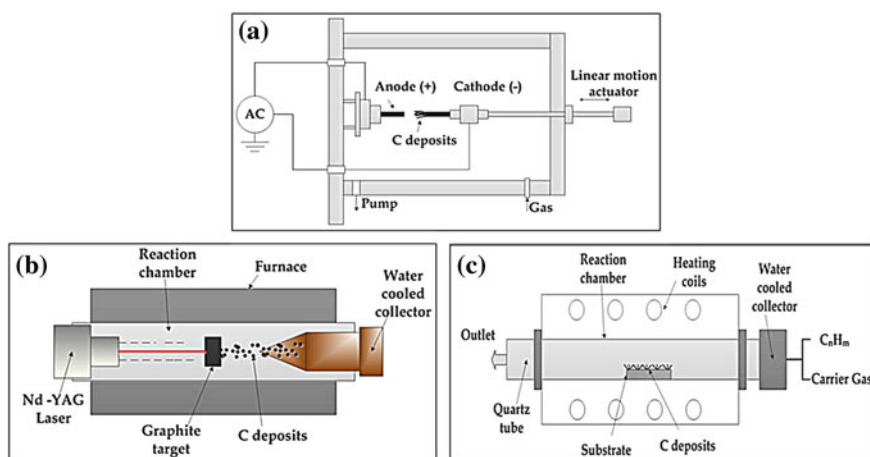 (a)
Anode (+)
Cathode (-)
Linear motion
actuator
AC
C deposits
Pump
Gas
(b)
Reaction
chamber
Furnace
Water
cooled
collector
Nd -YAG
Laser
Graphite
target
C deposits
(c)
Reaction
chamber
Heating
coils
Water
cooled
collector
Outlet
CnHm
Carrier Gas
Quartz
tube
Substrate
C deposits